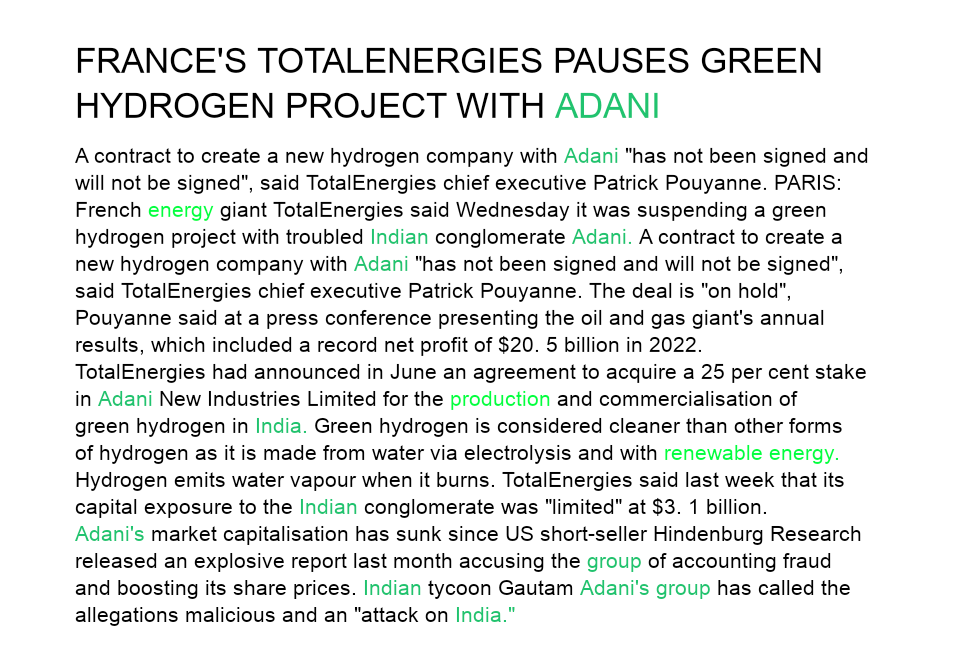 FRANCE'S TOTALENERGIES PAUSES GREEN
HYDROGEN PROJECT WITH ADANI
A contract to create a new hydrogen company with Adani "has not been signed and
will not be signed", said TotalEnergies chief executive Patrick Pouyanne. PARIS:
French energy giant TotalEnergies said Wednesday it was suspending a green
hydrogen project with troubled Indian conglomerate Adani. A contract to create a
new hydrogen company with Adani "has not been signed and will not be signed",
said TotalEnergies chief executive Patrick Pouyanne. The deal is "on hold",
Pouyanne said at a press conference presenting the oil and gas giant's annual
results, which included a record net profit of $20. 5 billion in 2022.
TotalEnergies had announced in June an agreement to acquire a 25 per cent stake
in Adani New Industries Limited for the production and commercialisation of
green hydrogen in India. Green hydrogen is considered cleaner than other forms
of hydrogen as it is made from water via electrolysis and with renewable energy.
Hydrogen emits water vapour when it burns. TotalEnergies said last week that its
capital exposure to the Indian conglomerate was "limited" at $3. 1 billion.
Adani's market capitalisation has sunk since US short-seller Hindenburg Research
released an explosive report last month accusing the group of accounting fraud
and boosting its share prices. Indian tycoon Gautam Adani's group has called the
allegations malicious and an "attack on India."